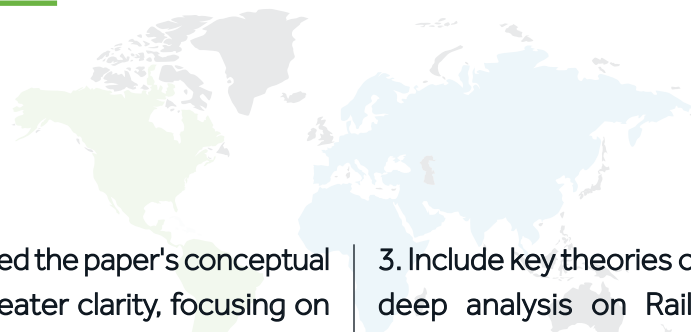 ed the paper's conceptual
eater clarity, focusing on
3. Include key theories
deep analysis on Rail